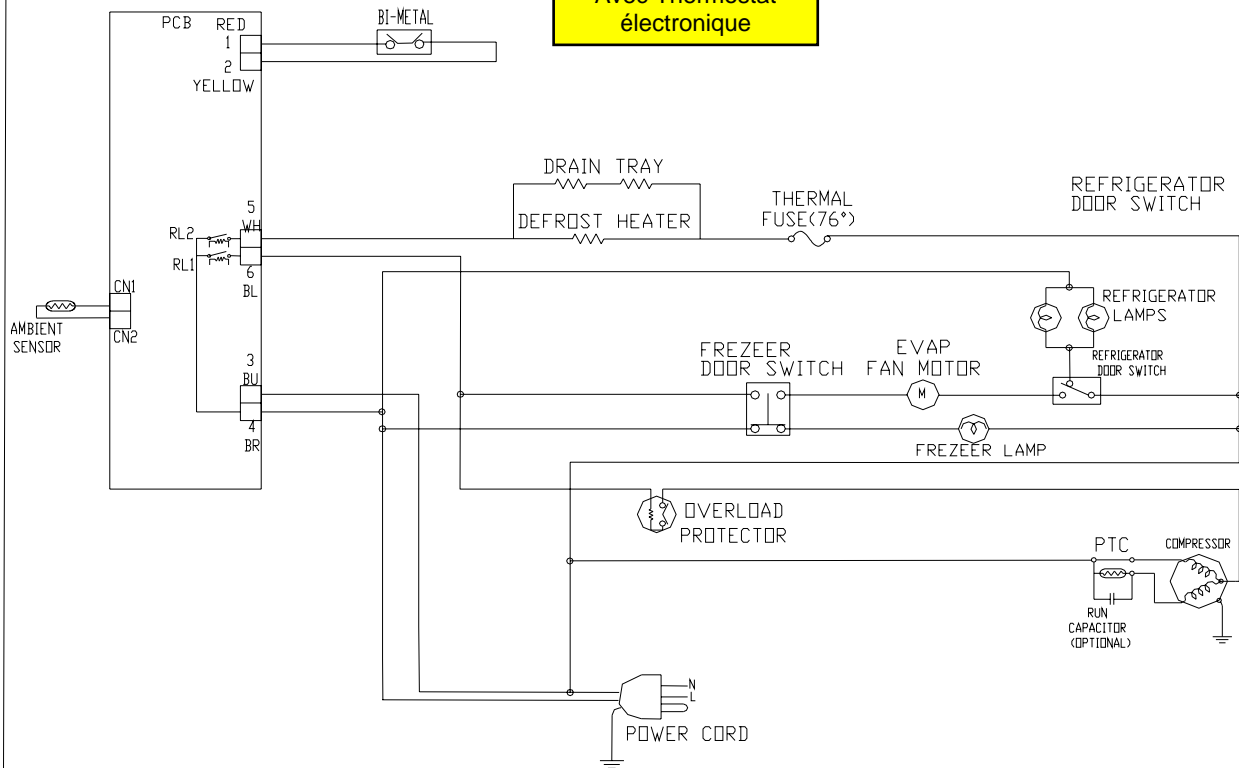 Avec Thermostat
électronique
PCB
RED
1
2
YELLOW
BI-METAL
DRAIN TRAY
DEFROST HEATER
THERMAL
FUSE(76°)
REFRIGERATOR
DOOR SWITCH
5
WH
RL2
RL1
6
BL
CN1
CN2
AMBIENT
SENSOR
3
BU
4
BR
REFRIGERATOR
LAMPS
FREZEER
DOOR SWITCH
EVAP
FAN MOTOR
M
REFRIGERATOR
DOOR SWITCH
FREZEER LAMP
OVERLOAD
PROTECTOR
PTC
COMPRESSOR
RUN
CAPACITOR
(OPTIONAL)
N
L
POWER CORD